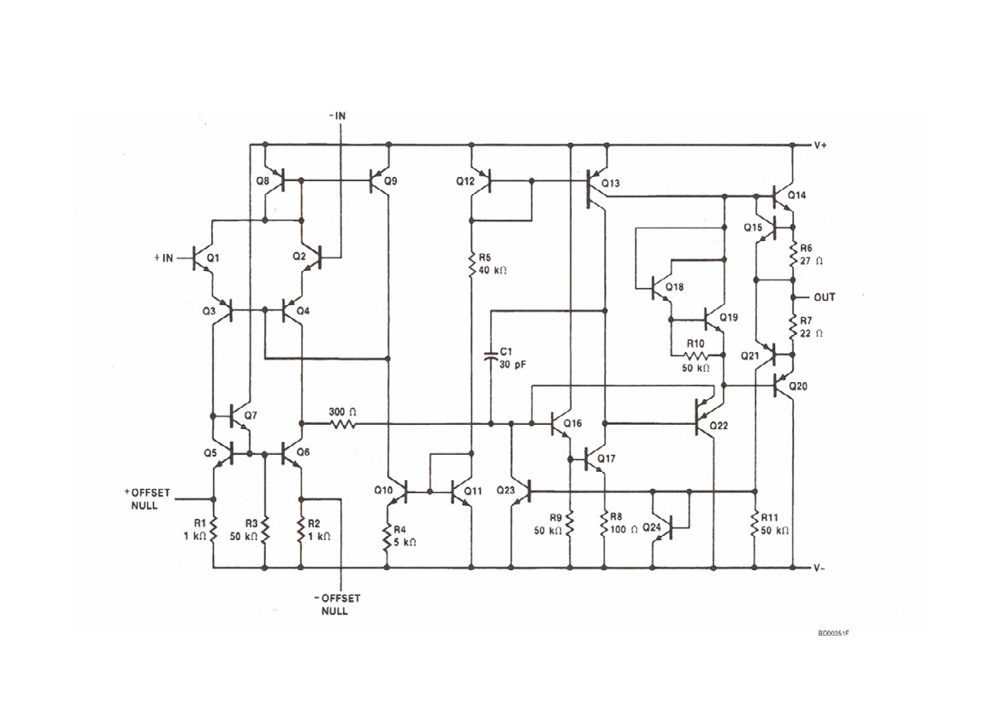 -IN
V+
Q8
Q9
Q12
Q13
Q14
Q15
+IN
Q1
Q2
R5
40 kΩ
R6
27 Ω
Q18
OUT
Q3
Q4
Q19
R7
22 Ω
C1
30 pF
R10
50 kΩ
Q21
Q20
300 Ω
Q7
Q16
Q22
Q5
Q6
Q17
+OFFSET
NULL
Q10
Q11
Q23
R1
1 kΩ
R3
50 kΩ
R2
1 kΩ
R4
5 kΩ
R9
50 kΩ
R8
100 Ω
Q24
R11
50 kΩ
V-
-OFFSET
NULL
BD00351F